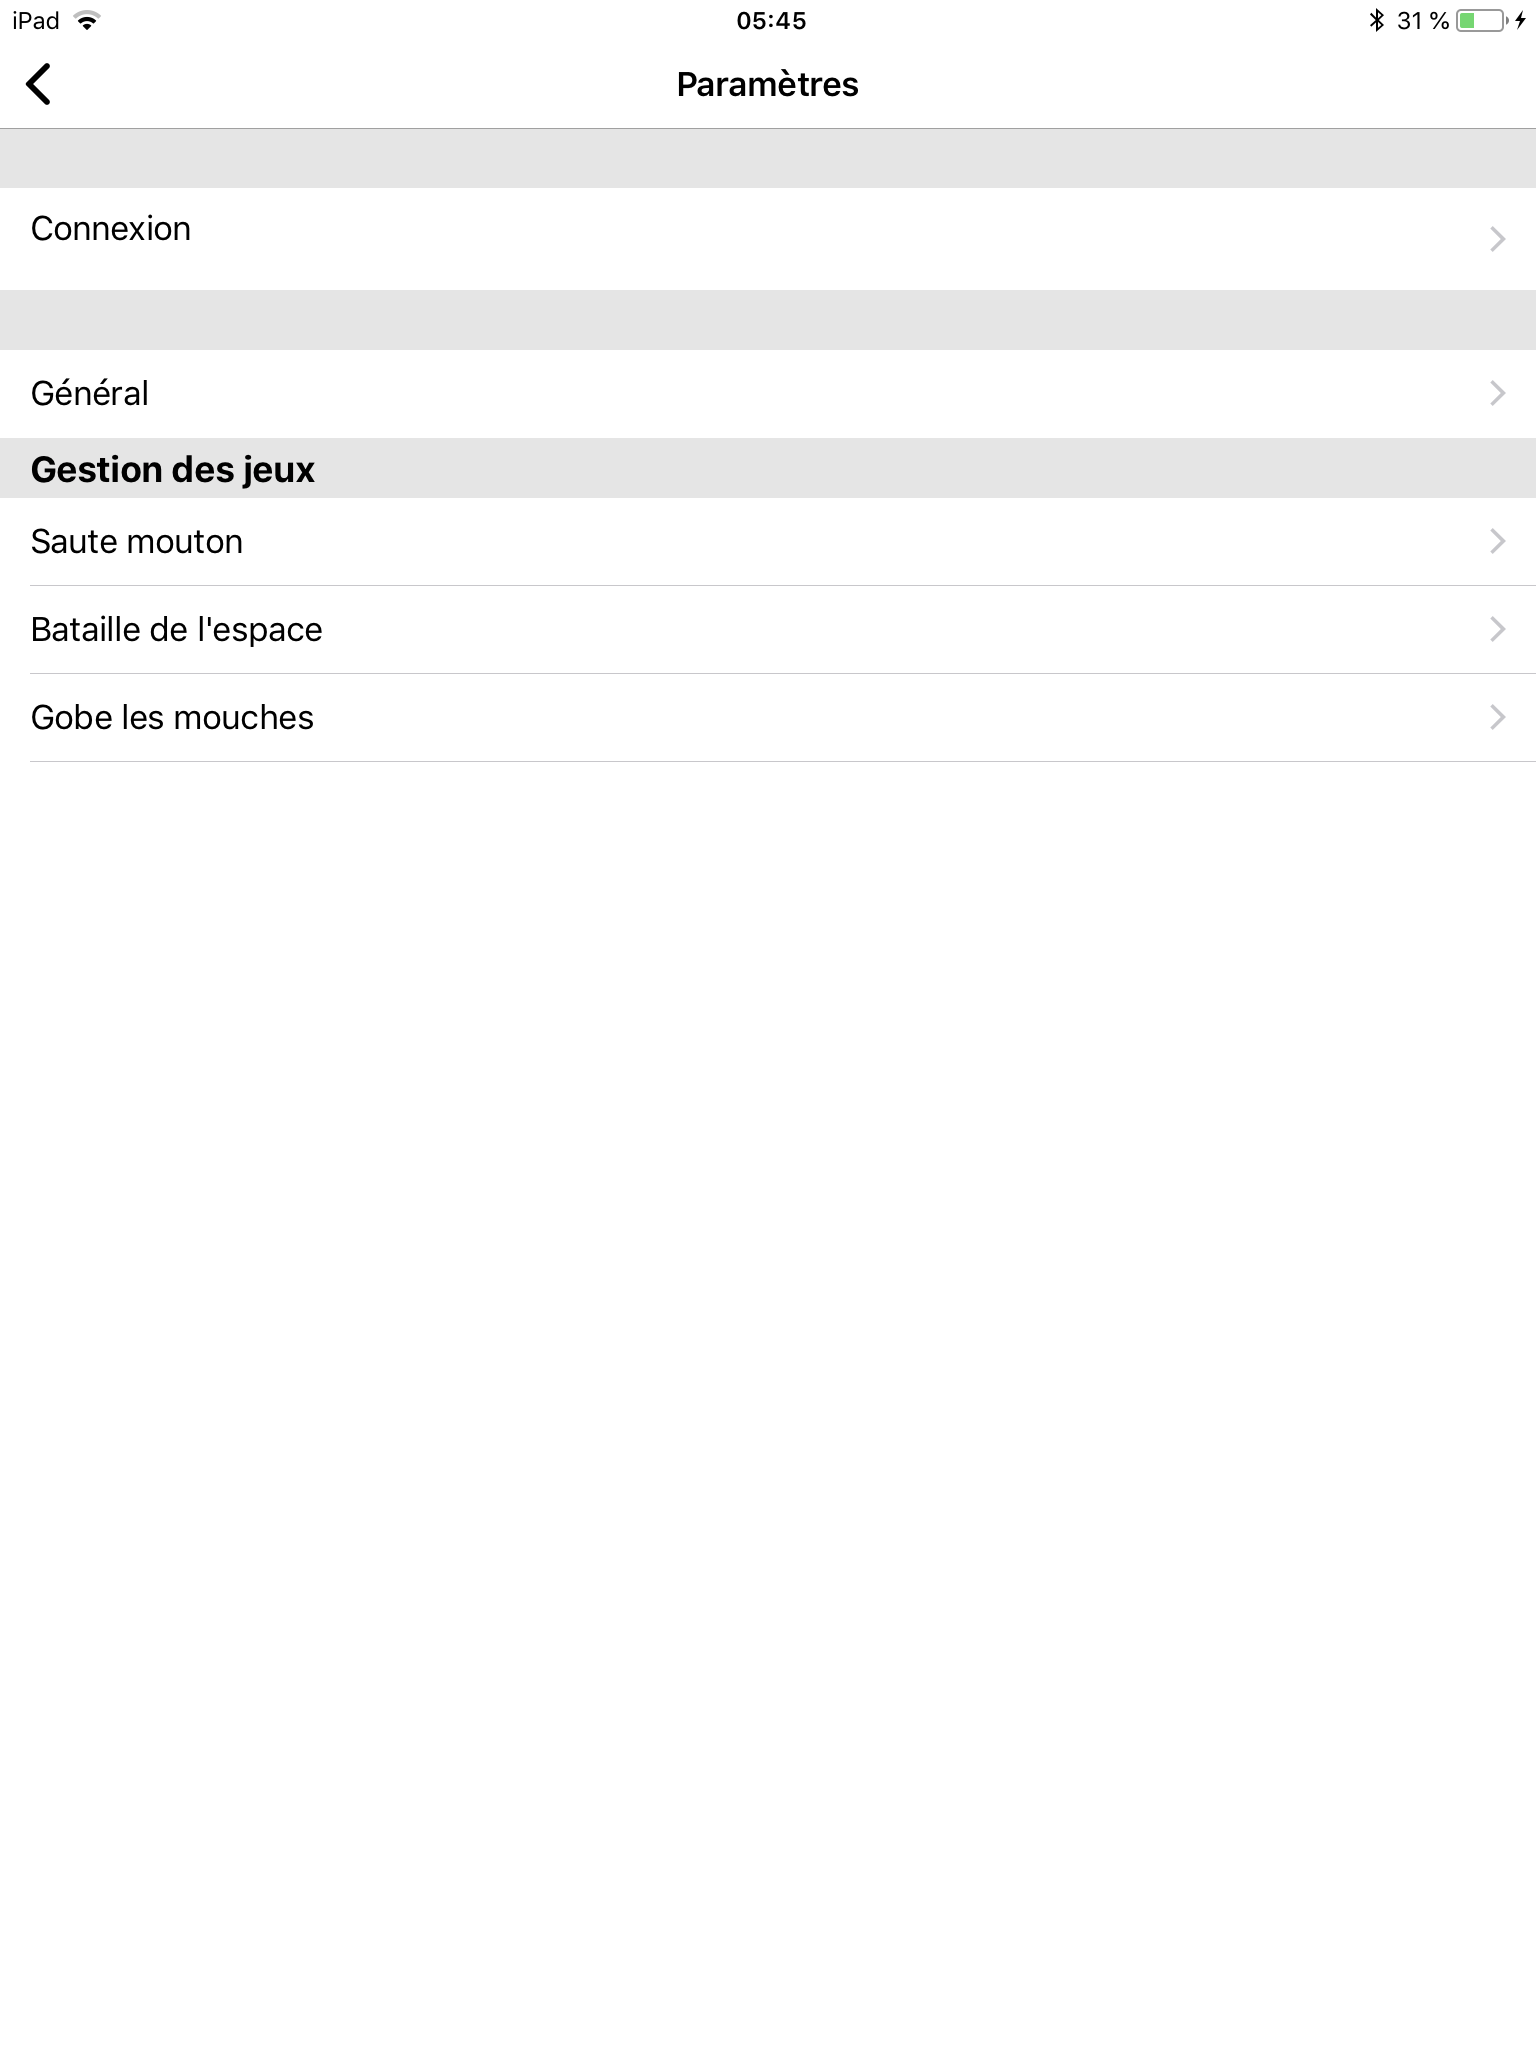 iPad 05:45 31 %
Paramètres
Connexion
Général
Gestion des jeux
Saute mouton
Bataille de l'espace
Gobe les mouches